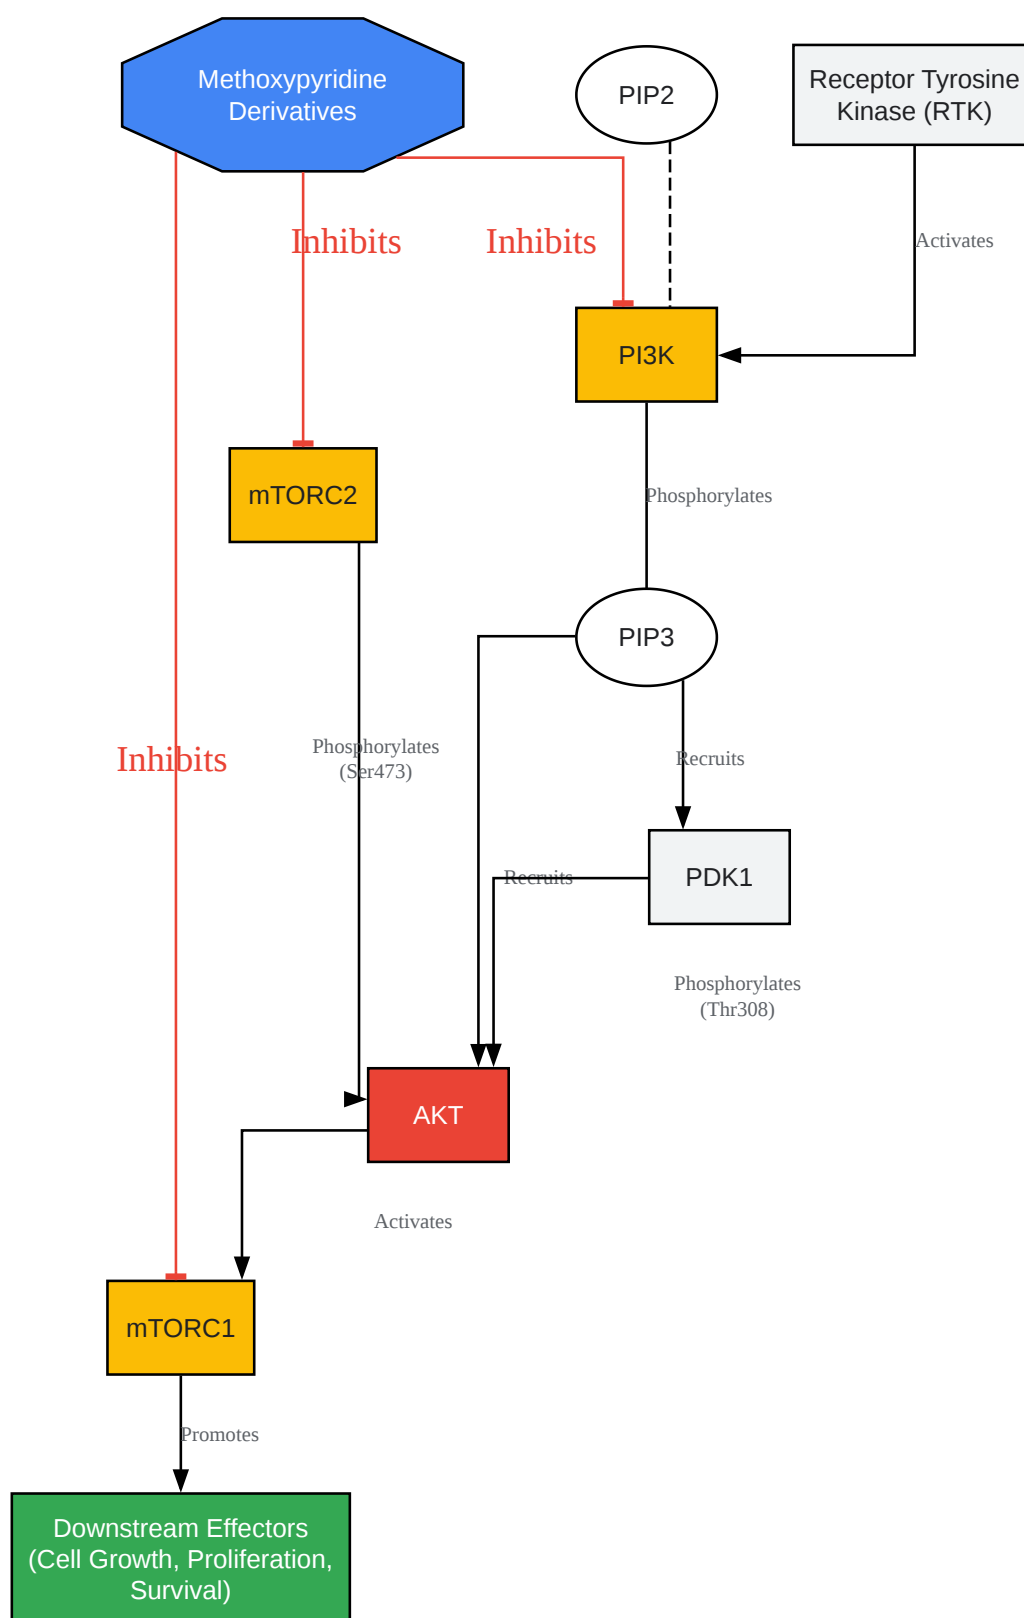 Methoxypyridine
Derivatives
PIP2
Receptor Tyrosine
Kinase (RTK)
Inhibits
Inhibits
Activates
PI3K
mTORC2
Phosphorylates
PIP3
Inhibits
Phosphorylates
(Ser473)
Recruits
Recruits
PDK1
Phosphorylates
(Thr308)
AKT
Activates
mTORC1
Promotes
Downstream Effectors
(Cell Growth, Proliferation,
Survival)